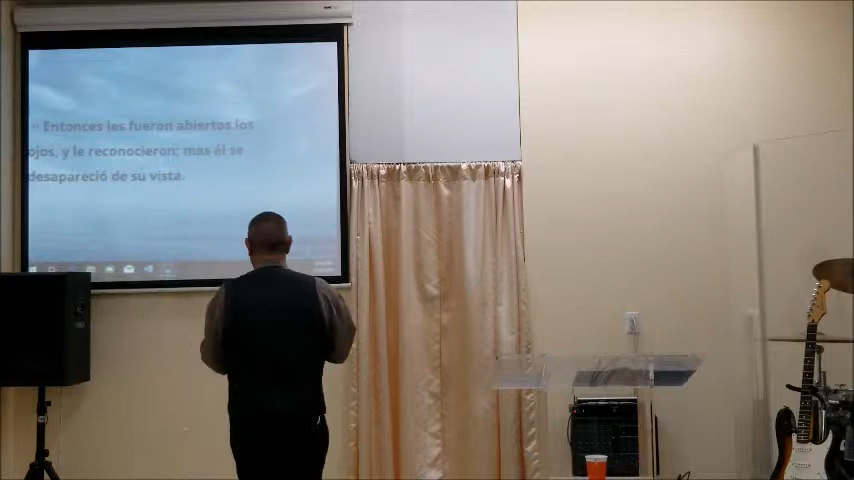 Entonces les fueron abiertos los
ojos, y le reconocieron; mas él se
desapareció de su vista.